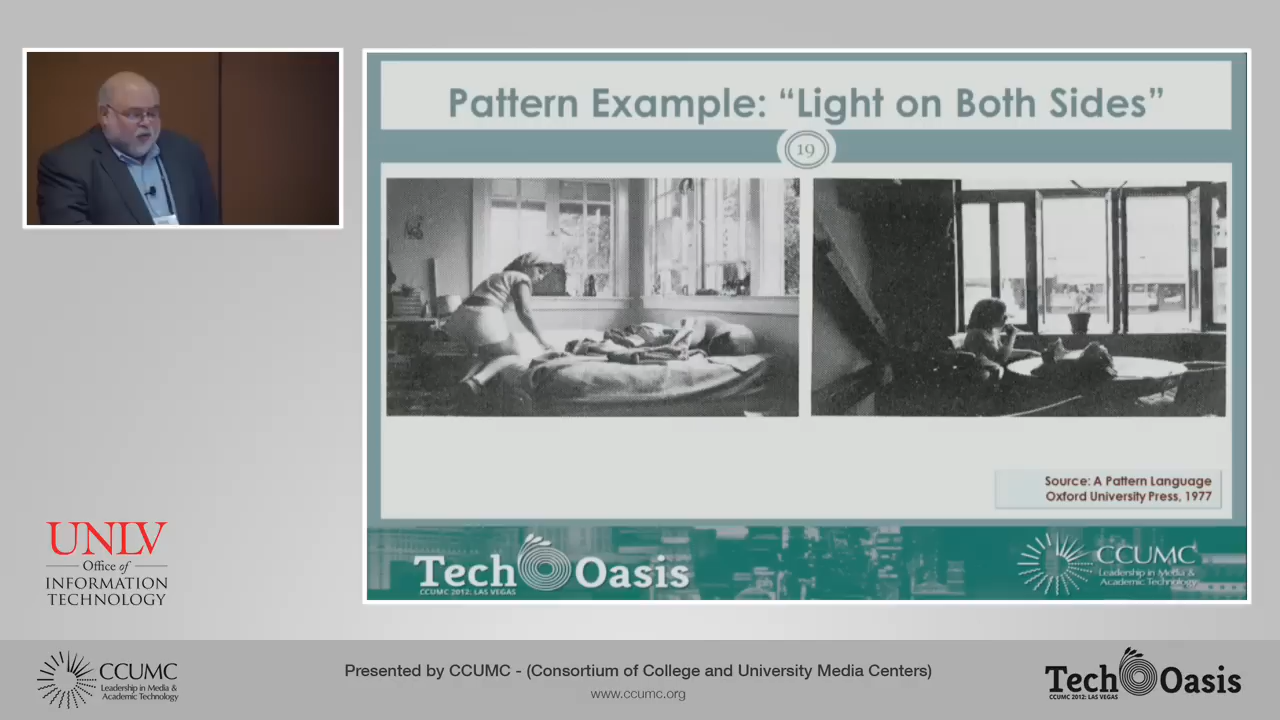 Pattern Example: “Light on Both Sides”
19
Source: A Pattern Language
Oxford University Press, 1977
Tech Oasis
CCUMC 2012: LAS VEGAS
CCUMC
Leadership in Media &
Academic Technology
UNLV
Office of
INFORMATION
TECHNOLOGY
CCUMC
Leadership in Media &
Academic Technology
Presented by CCUMC - (Consortium of College and University Media Centers)
www.ccumc.org
Tech Oasis
CCUMC 2012: LAS VEGAS